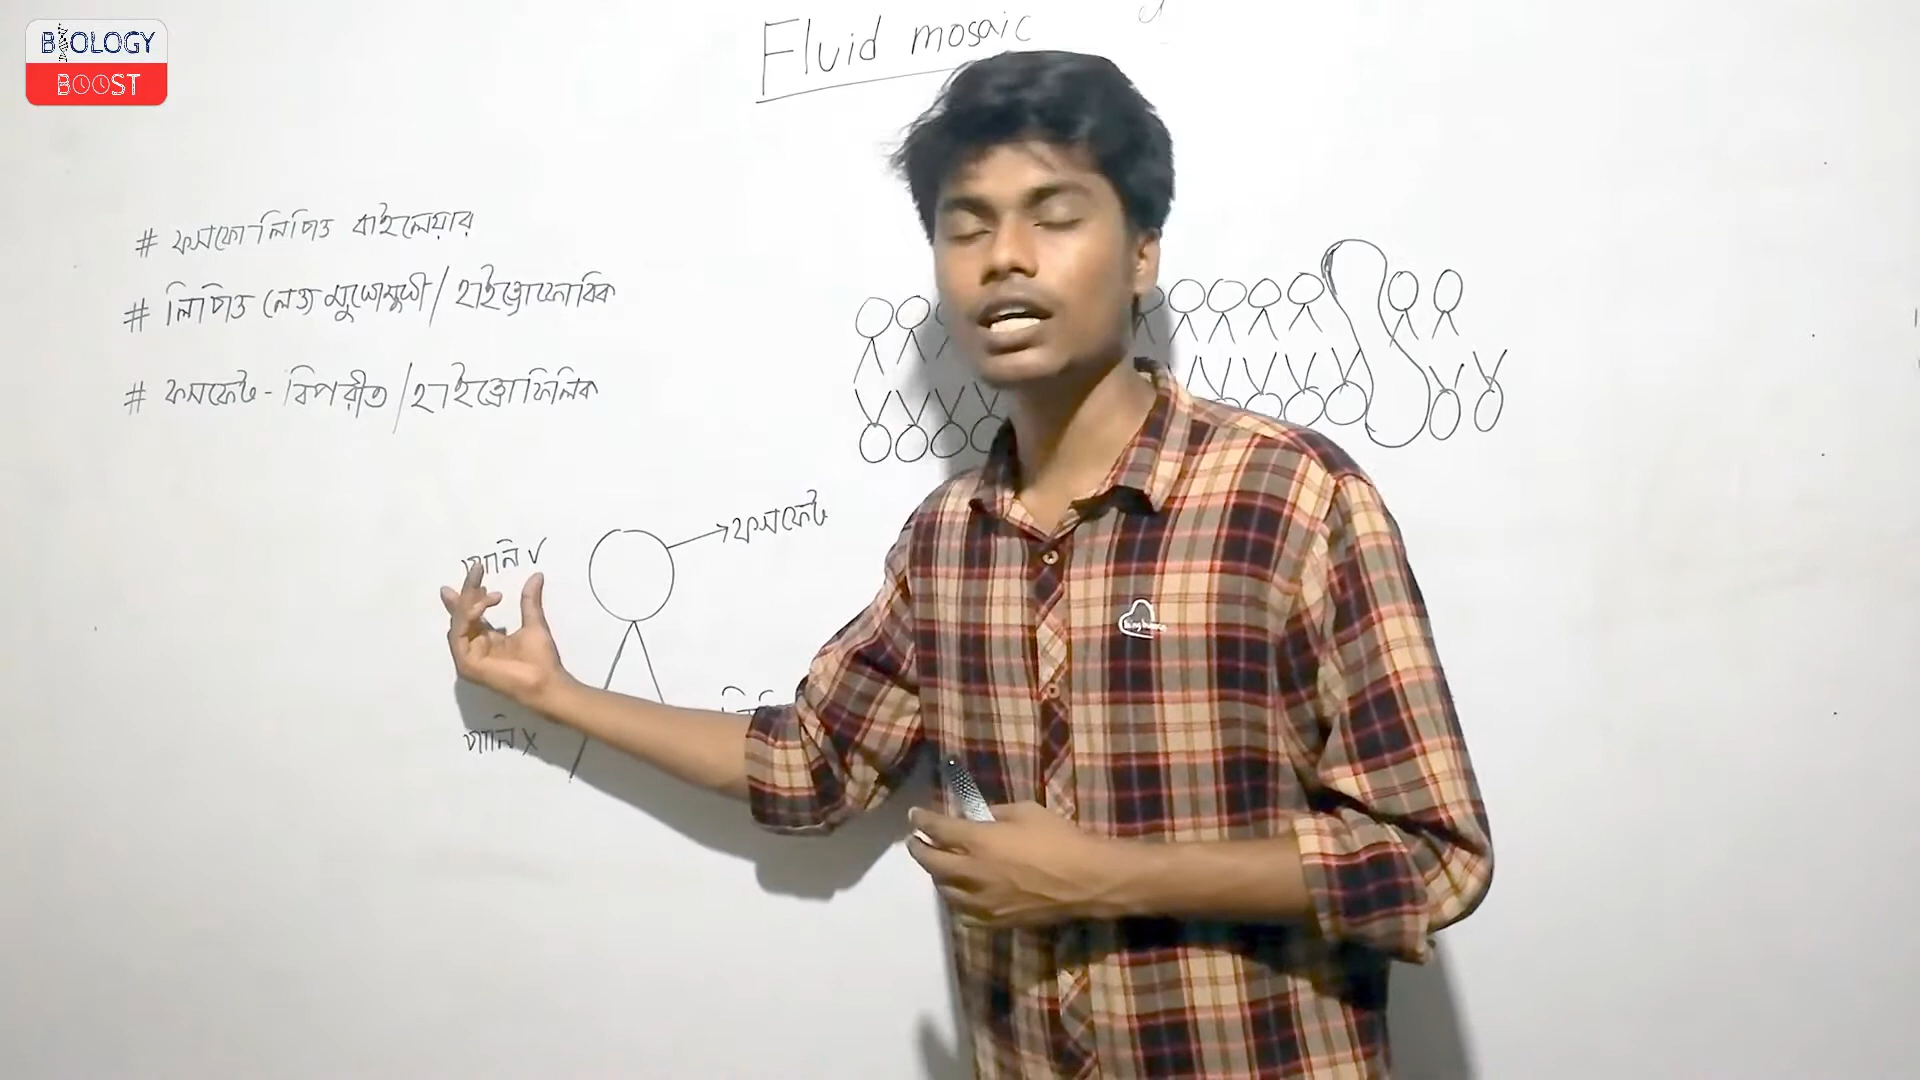 BIOLOGY
BOOST
Fluid mosaic
# ফসফো-লিপিড বাইলেয়ার
# লিপিড লেজ মুখোমুখী / হাইড্রোফোবিক
# ফসফেট - বিপরীত / হাইড্রোফিলিক
ফসফেট
পানি ✓
পানি ×